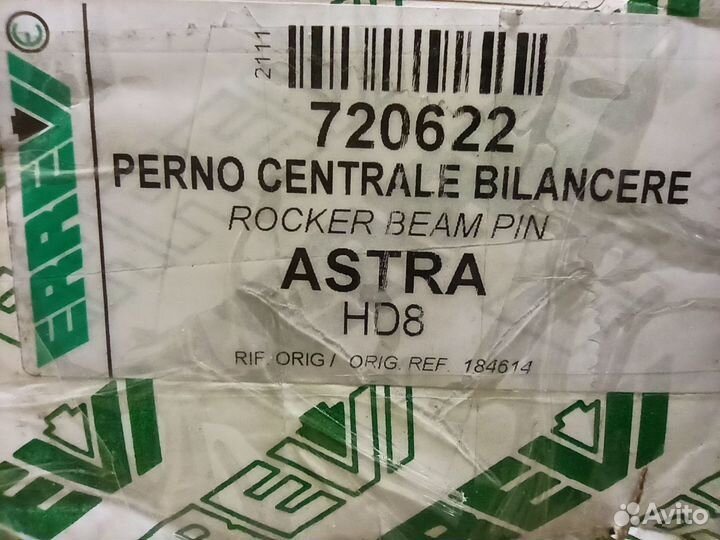 ERREVI
2111
720622
PERNO CENTRALE BILANCERE
ROCKER BEAM PIN
ASTRA
HD8
RIF. ORIG / ORIG. REF. 184614
Avito